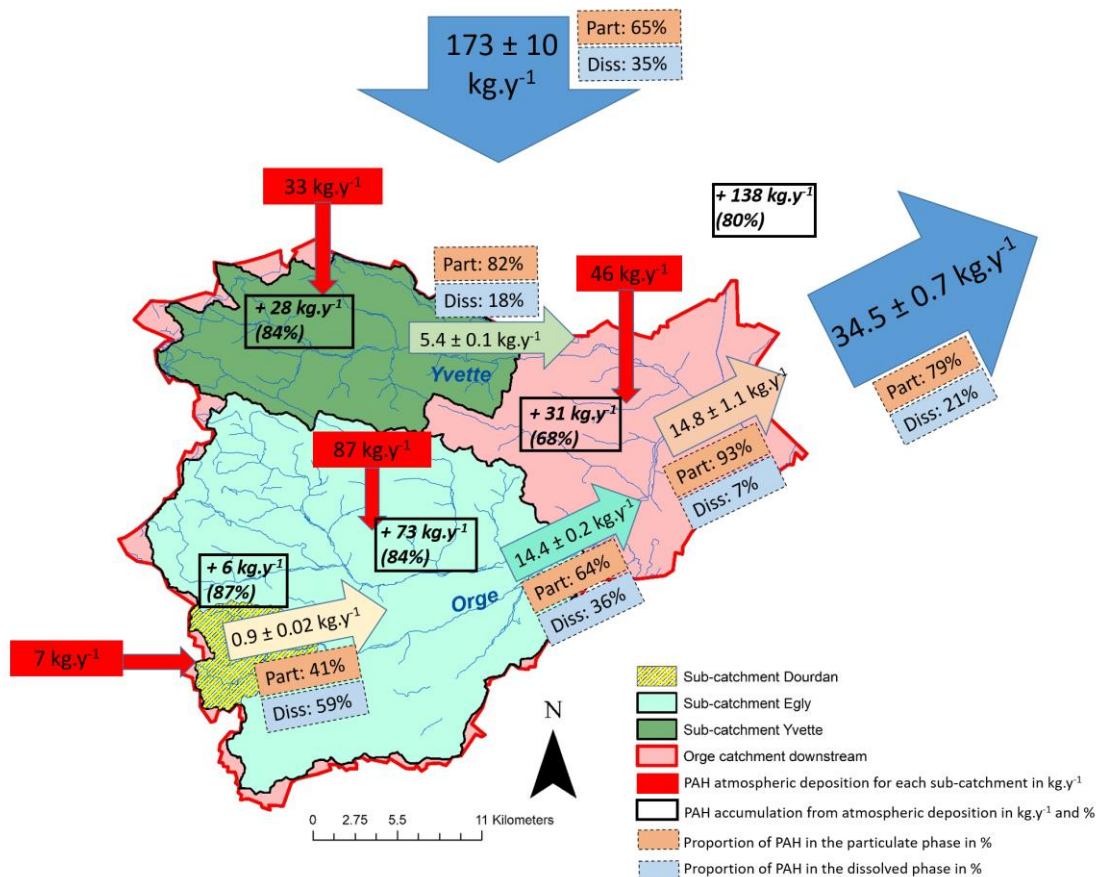 173 ± 10
kg.y⁻¹
Part: 65%
Diss: 35%
33 kg.y⁻¹
+ 138 kg.y⁻¹
(80%)
Part: 82%
Diss: 18%
46 kg.y⁻¹
34.5 ± 0.7 kg.y⁻¹
Part: 79%
Diss: 21%
+ 28 kg.y⁻¹
(84%)
5.4 ± 0.1 kg.y⁻¹
Yvette
+ 31 kg.y⁻¹
(68%)
14.8 ± 1.1 kg.y⁻¹
Part: 93%
Diss: 7%
87 kg.y⁻¹
+ 73 kg.y⁻¹
(84%)
14.4 ± 0.2 kg.y⁻¹
Part: 64%
Diss: 36%
+ 6 kg.y⁻¹
(87%)
Orge
0.9 ± 0.02 kg.y⁻¹
7 kg.y⁻¹
Part: 41%
Diss: 59%
N
0 2.75 5.5 11 Kilometers
Sub-catchment Dourdan
Sub-catchment Egly
Sub-catchment Yvette
Orge catchment downstream
PAH atmospheric deposition for each sub-catchment in kg.y⁻¹
PAH accumulation from atmospheric deposition in kg.y⁻¹ and %
Proportion of PAH in the particulate phase in %
Proportion of PAH in the dissolved phase in %